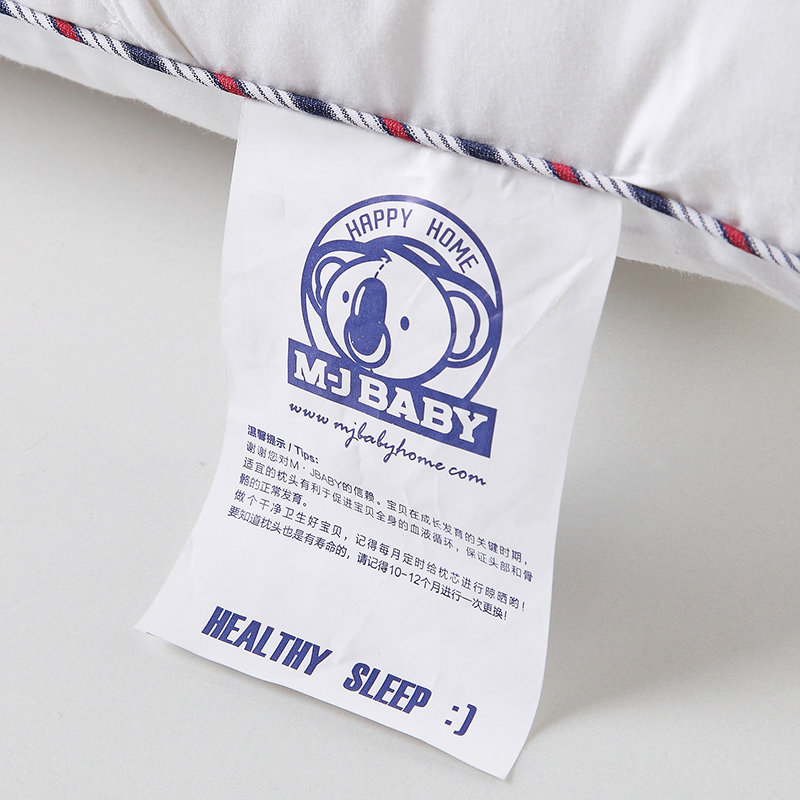 HAPPY HOME
M-J BABY
www mjbabyhome com
温馨提示 / Tips:
谢谢您对M·JBABY的信赖。宝贝在成长发育的关键时期，
适宜的枕头有利于促进宝贝全身的血液循环，保证头部和骨
骼的正常发育。
做个干净卫生好宝贝，记得每月定时给枕芯进行晾晒哟！
要知道枕头也是有寿命的，请记得10-12个月进行一次更换！
HEALTHY SLEEP :)